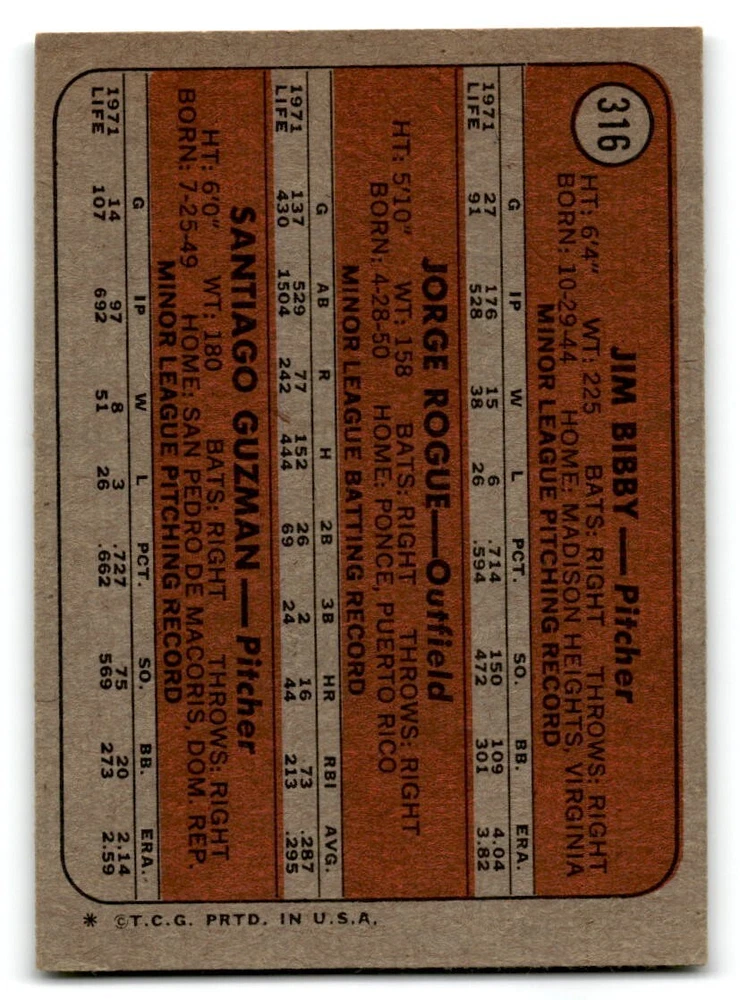 316
JIM BIBBY—Pitcher
HT: 6'4" WT: 225 BATS: RIGHT THROWS: RIGHT
BORN: 10-29-44 HOME: MADISON HEIGHTS, VIRGINIA
MINOR LEAGUE PITCHING RECORD
G IP W L PCT. SO. BB. ERA.
1971 27 176 15 6 .714 150 109 4.04
LIFE 91 528 38 26 .594 472 301 3.82
JORGE ROGUE—Outfield
HT: 5'10" WT: 158 BATS: RIGHT THROWS: RIGHT
BORN: 4-28-50 HOME: PONCE, PUERTO RICO
MINOR LEAGUE BATTING RECORD
G AB R H 2B 3B HR RBI AVG.
1971 137 529 77 152 26 2 16 73 .287
LIFE 430 1504 242 444 69 24 44 213 .295
SANTIAGO GUZMAN—Pitcher
HT: 6'0" WT: 180 BATS: RIGHT THROWS: RIGHT
BORN: 7-25-49 HOME: SAN PEDRO DE MACORIS, DOM. REP.
MINOR LEAGUE PITCHING RECORD
G IP W L PCT. SO. BB. ERA.
1971 14 97 8 3 .727 75 20 2.14
LIFE 107 692 51 26 .662 569 273 2.59
* ©T.C.G. PRTD. IN U.S.A.